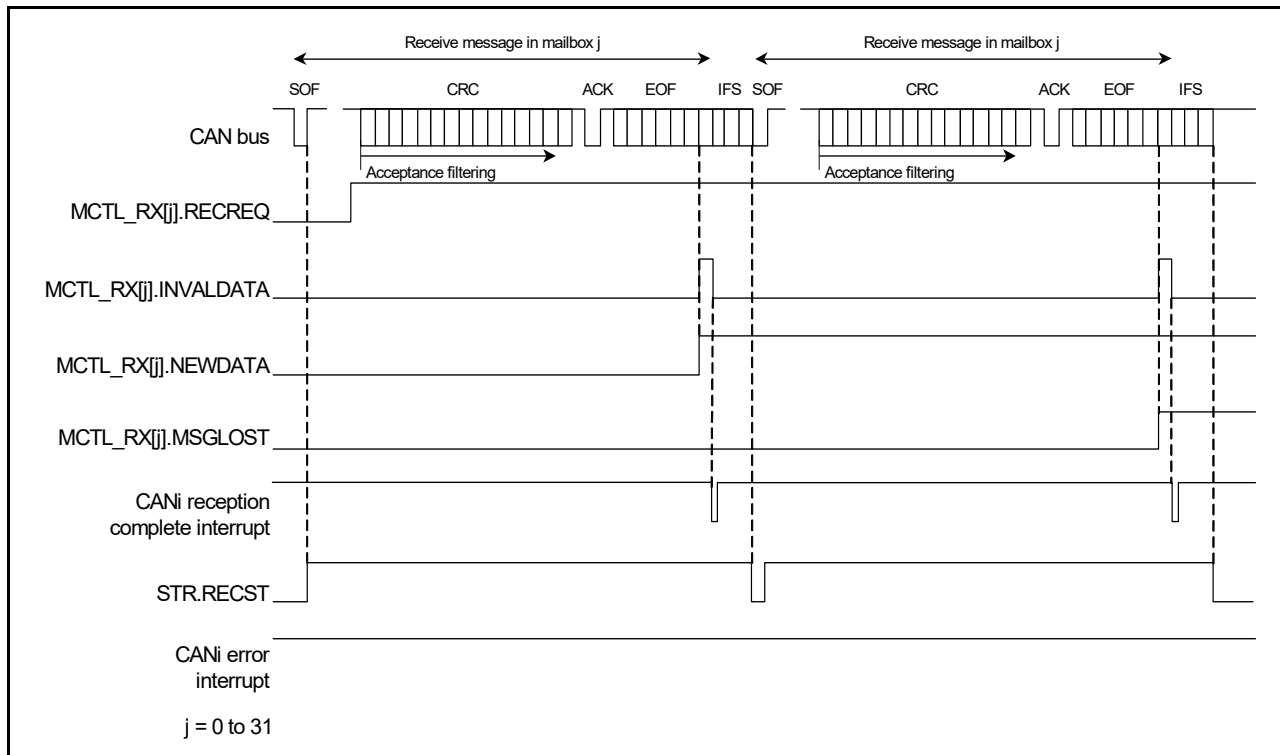 Receive message in mailbox j Receive message in mailbox j
SOF CRC ACK EOF IFS SOF CRC ACK EOF IFS
CAN bus
Acceptance filtering Acceptance filtering
MCTL_RX[j].RECREQ
MCTL_RX[j].INVALDATA
MCTL_RX[j].NEWDATA
MCTL_RX[j].MSGLOST
CANi reception
complete interrupt
STR.RECST
CANi error
interrupt
j = 0 to 31